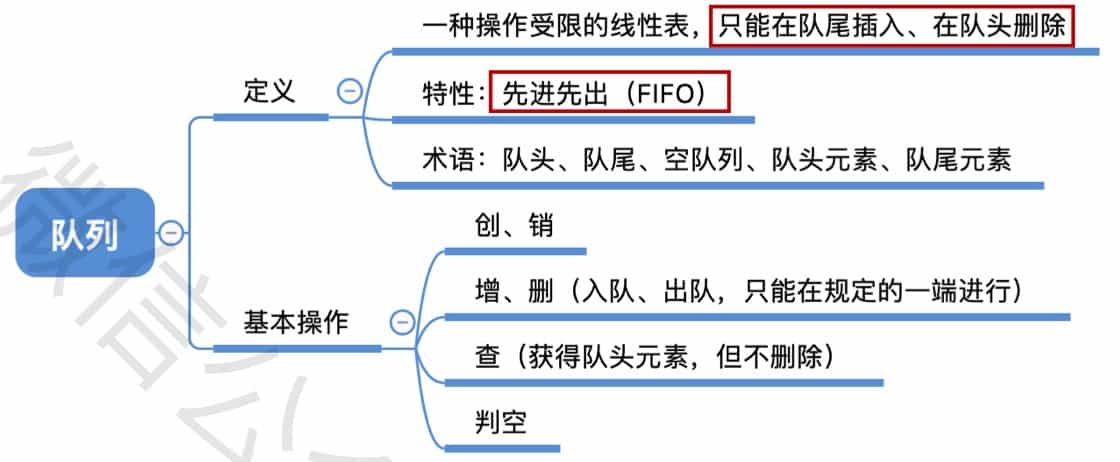 一种操作受限的线性表，只能在队尾插入、在队头删除
定义
特性：先进先出（FIFO）
术语：队头、队尾、空队列、队头元素、队尾元素
队列
创、销
增、删（入队、出队，只能在规定的一端进行）
基本操作
查（获得队头元素，但不删除）
判空
微信公